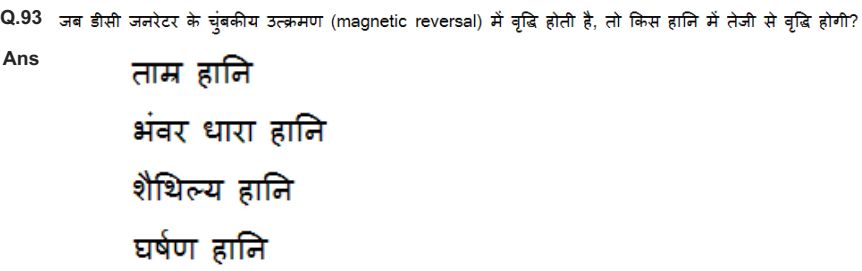 Q.93 जब डीसी जनरेटर के चुंबकीय उत्क्रमण (magnetic reversal) में वृद्धि होती है, तो किस हानि में तेजी से वृद्धि होगी?
Ans
ताम्र हानि
भंवर धारा हानि
शैथिल्य हानि
घर्षण हानि